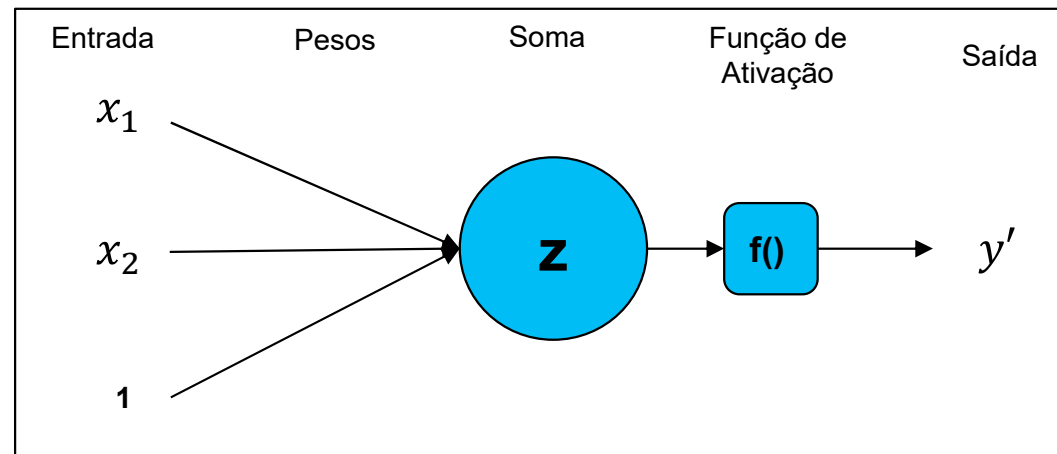 Entrada
Pesos
Soma
Função de
Ativação
Saída
x₁
x₂
1
z
f()
y′